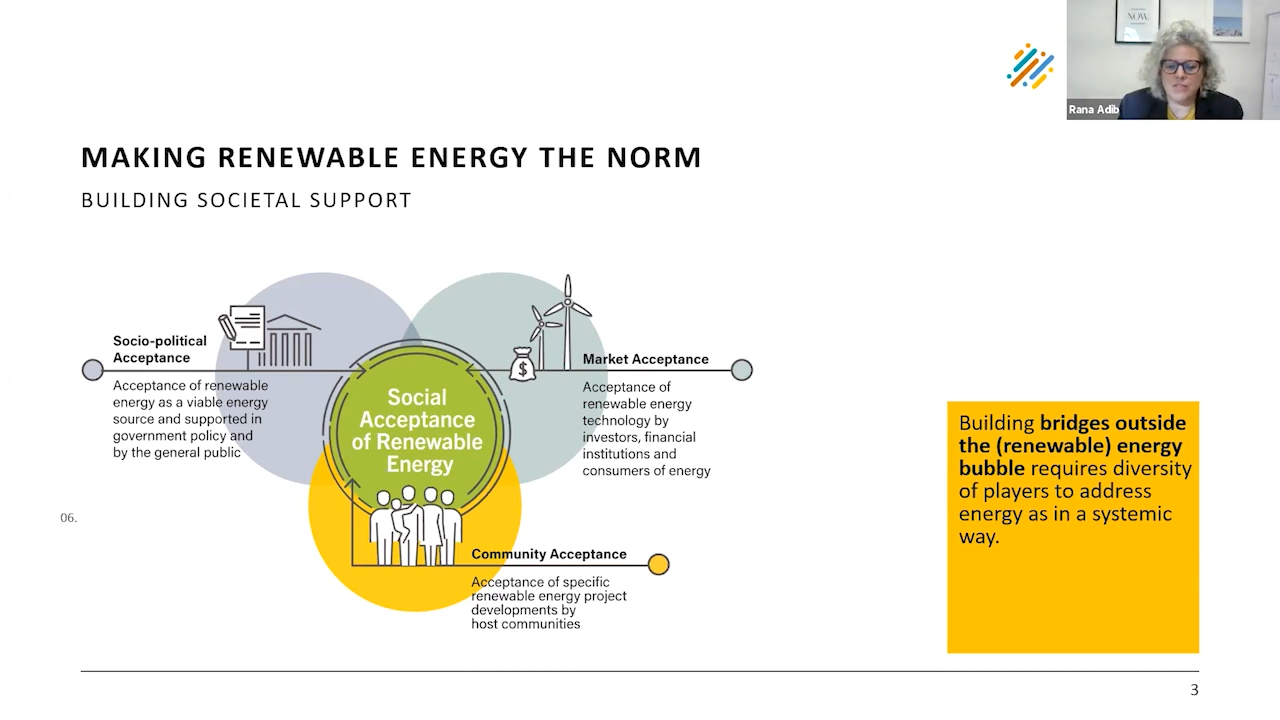 NOW.
Rana Adib
MAKING RENEWABLE ENERGY THE NORM
BUILDING SOCIETAL SUPPORT
Socio-political
Acceptance
Acceptance of renewable
energy as a viable energy
source and supported in
government policy and
by the general public
Social
Acceptance
of Renewable
Energy
$
Market Acceptance
Acceptance of
renewable energy
technology by
investors, financial
institutions and
consumers of energy
Community Acceptance
Acceptance of specific
renewable energy project
developments by
host communities
Building bridges outside
the (renewable) energy
bubble requires diversity
of players to address
energy as in a systemic
way.
06.
3